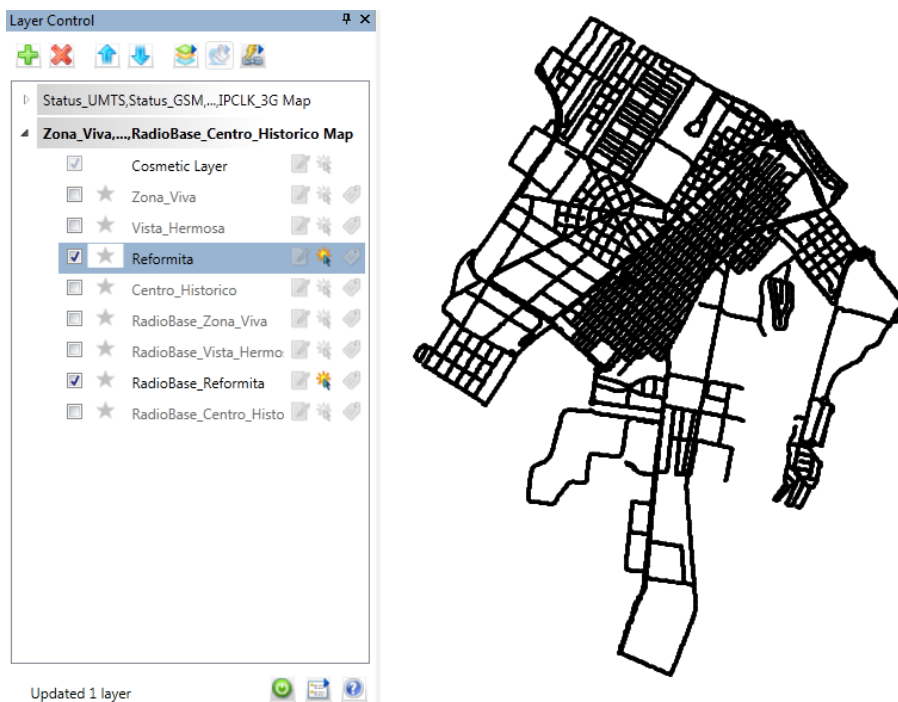 Layer Control
Status_UMTS,Status_GSM,...,IPCLK_3G Map
Zona_Viva,...,RadioBase_Centro_Historico Map
Cosmetic Layer
Zona_Viva
Vista_Hermosa
Reformita
Centro_Historico
RadioBase_Zona_Viva
RadioBase_Vista_Hermo
RadioBase_Reformita
RadioBase_Centro_Histo
Updated 1 layer